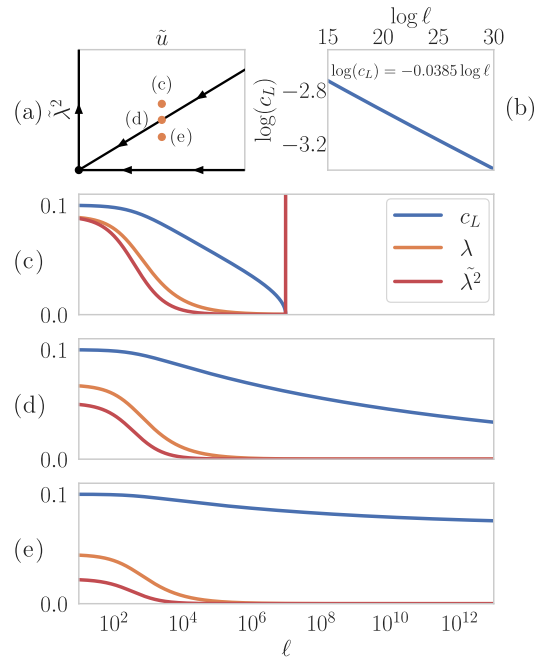 ũ
log ℓ
15 20 25 30
(a)
λ̃²
(c)
(d)
(e)
log(c_L)
−2.8
−3.2
log(c_L) = −0.0385 log ℓ
(b)
(c)
0.1
0.0
c_L
λ
λ̃²
(d)
0.1
0.0
(e)
0.1
0.0
10² 10⁴ 10⁶ 10⁸ 10¹⁰ 10¹²
ℓ